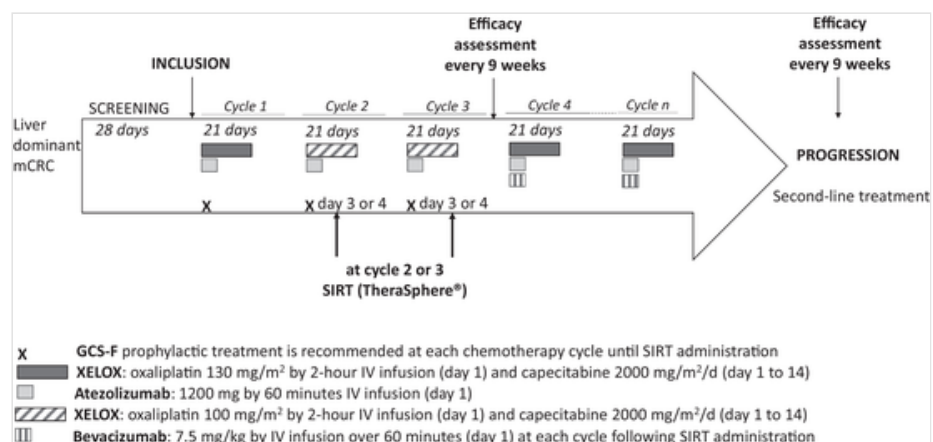 Efficacy
assessment
every 9 weeks
Efficacy
assessment
every 9 weeks
INCLUSION
SCREENING
Cycle 1
Cycle 2
Cycle 3
Cycle 4
Cycle n
Liver
dominant
mCRC
28 days
21 days
21 days
21 days
21 days
21 days
PROGRESSION
Second-line treatment
X
X day 3 or 4
X day 3 or 4
at cycle 2 or 3
SIRT (TheraSphere®)
X GCS-F prophylactic treatment is recommended at each chemotherapy cycle until SIRT administration
XELOX: oxaliplatin 130 mg/m² by 2-hour IV infusion (day 1) and capecitabine 2000 mg/m²/d (day 1 to 14)
Atezolizumab: 1200 mg by 60 minutes IV infusion (day 1)
XELOX: oxaliplatin 100 mg/m² by 2-hour IV infusion (day 1) and capecitabine 2000 mg/m²/d (day 1 to 14)
Bevacizumab: 7.5 mg/kg by IV infusion over 60 minutes (day 1) at each cycle following SIRT administration